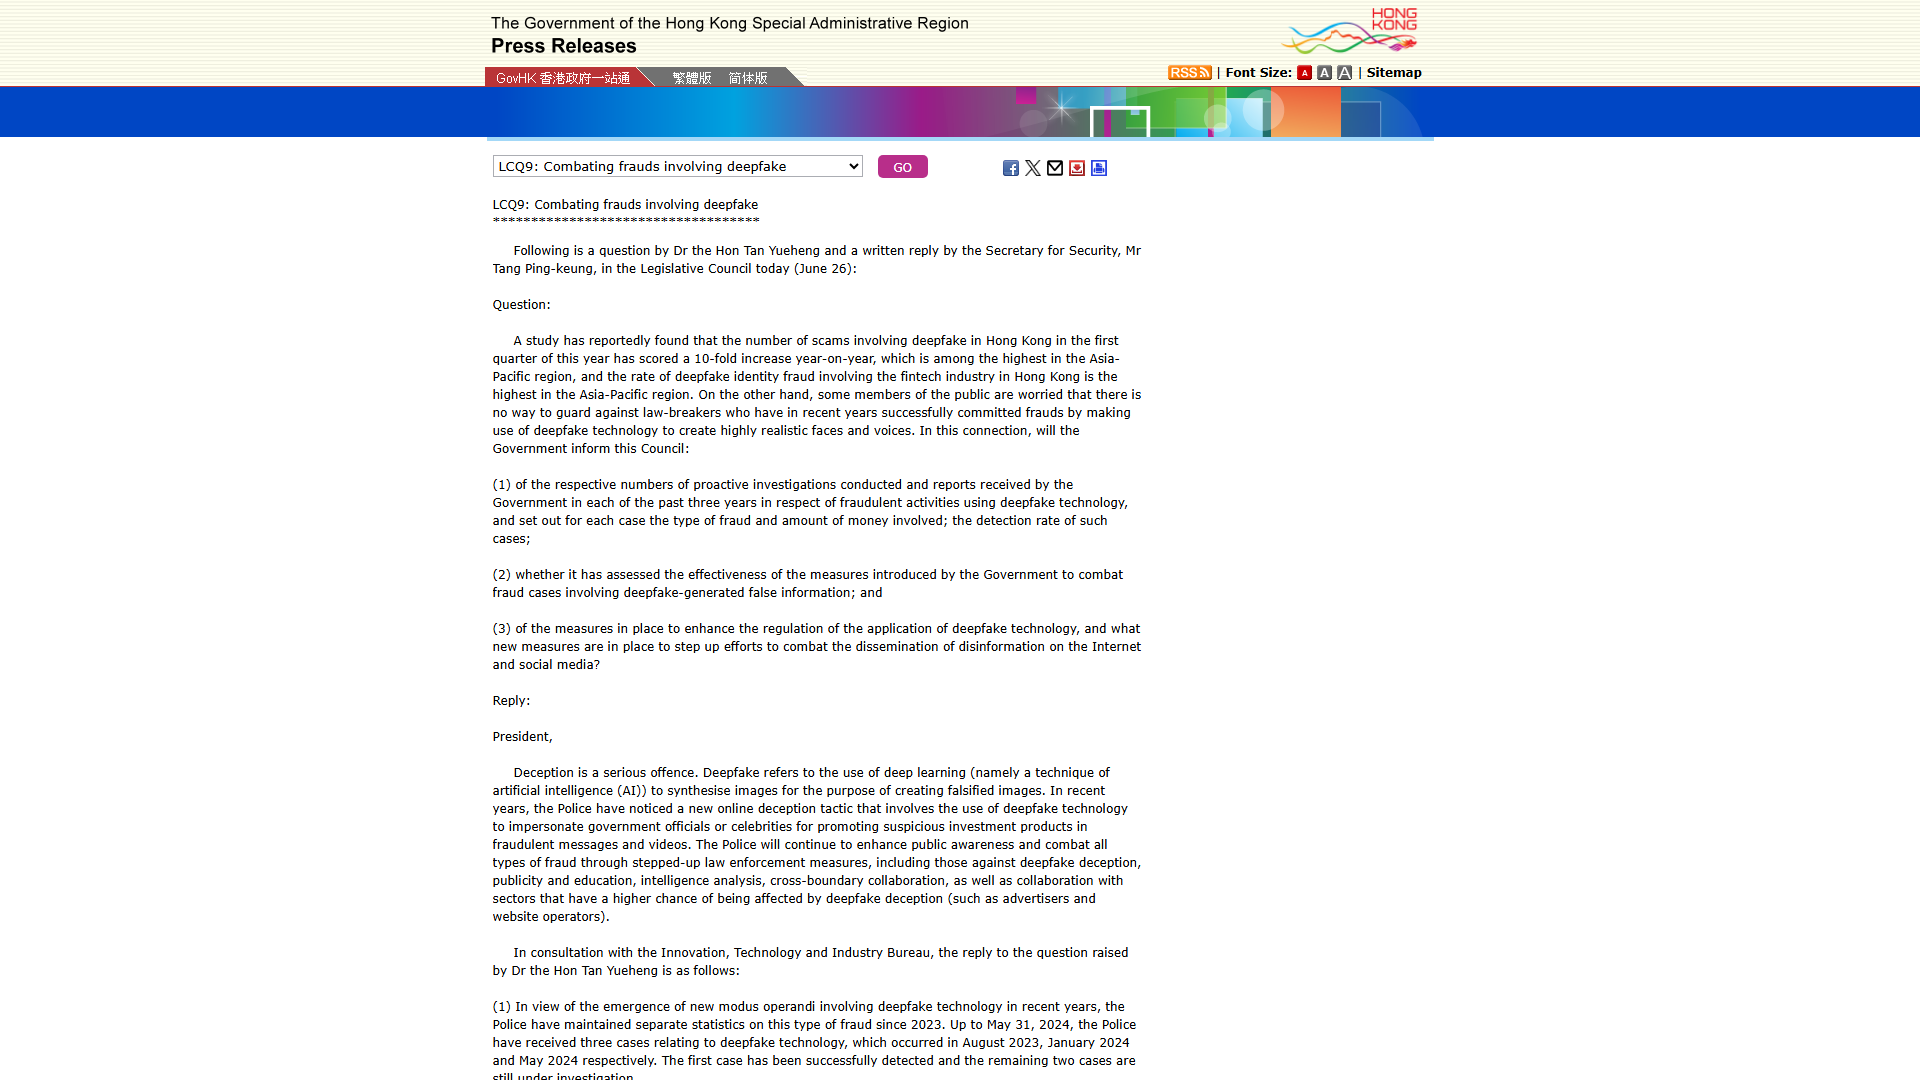 The Government of the Hong Kong Special Administrative Region
Press Releases
HONG
KONG
GovHK 香港政府一站通
繁體版
简体版
RSS | Font Size: A A A | Sitemap
LCQ9: Combating frauds involving deepfake
GO
LCQ9: Combating frauds involving deepfake
***********************************
Following is a question by Dr the Hon Tan Yueheng and a written reply by the Secretary for Security, Mr
Tang Ping-keung, in the Legislative Council today (June 26):
Question:
A study has reportedly found that the number of scams involving deepfake in Hong Kong in the first
quarter of this year has scored a 10-fold increase year-on-year, which is among the highest in the Asia-
Pacific region, and the rate of deepfake identity fraud involving the fintech industry in Hong Kong is the
highest in the Asia-Pacific region. On the other hand, some members of the public are worried that there is
no way to guard against law-breakers who have in recent years successfully committed frauds by making
use of deepfake technology to create highly realistic faces and voices. In this connection, will the
Government inform this Council:
(1) of the respective numbers of proactive investigations conducted and reports received by the
Government in each of the past three years in respect of fraudulent activities using deepfake technology,
and set out for each case the type of fraud and amount of money involved; the detection rate of such
cases;
(2) whether it has assessed the effectiveness of the measures introduced by the Government to combat
fraud cases involving deepfake-generated false information; and
(3) of the measures in place to enhance the regulation of the application of deepfake technology, and what
new measures are in place to step up efforts to combat the dissemination of disinformation on the Internet
and social media?
Reply:
President,
Deception is a serious offence. Deepfake refers to the use of deep learning (namely a technique of
artificial intelligence (AI)) to synthesise images for the purpose of creating falsified images. In recent
years, the Police have noticed a new online deception tactic that involves the use of deepfake technology
to impersonate government officials or celebrities for promoting suspicious investment products in
fraudulent messages and videos. The Police will continue to enhance public awareness and combat all
types of fraud through stepped-up law enforcement measures, including those against deepfake deception,
publicity and education, intelligence analysis, cross-boundary collaboration, as well as collaboration with
sectors that have a higher chance of being affected by deepfake deception (such as advertisers and
website operators).
In consultation with the Innovation, Technology and Industry Bureau, the reply to the question raised
by Dr the Hon Tan Yueheng is as follows:
(1) In view of the emergence of new modus operandi involving deepfake technology in recent years, the
Police have maintained separate statistics on this type of fraud since 2023. Up to May 31, 2024, the Police
have received three cases relating to deepfake technology, which occurred in August 2023, January 2024
and May 2024 respectively. The first case has been successfully detected and the remaining two cases are
still under investigation.